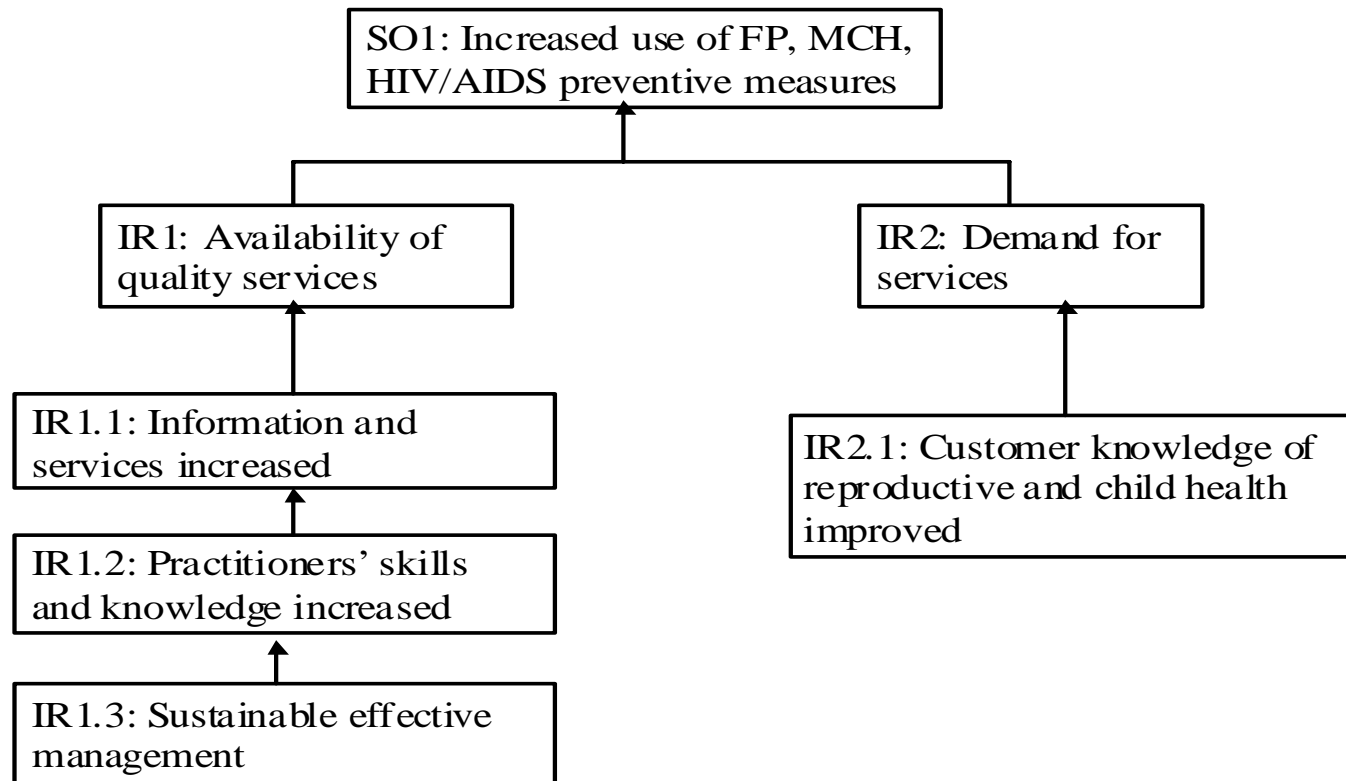 SO1: Increased use of FP, MCH,
HIV/AIDS preventive measures
IR1: Availability of
quality services
IR2: Demand for
services
IR1.1: Information and
services increased
IR2.1: Customer knowledge of
reproductive and child health
improved
IR1.2: Practitioners’ skills
and knowledge increased
IR1.3: Sustainable effective
management